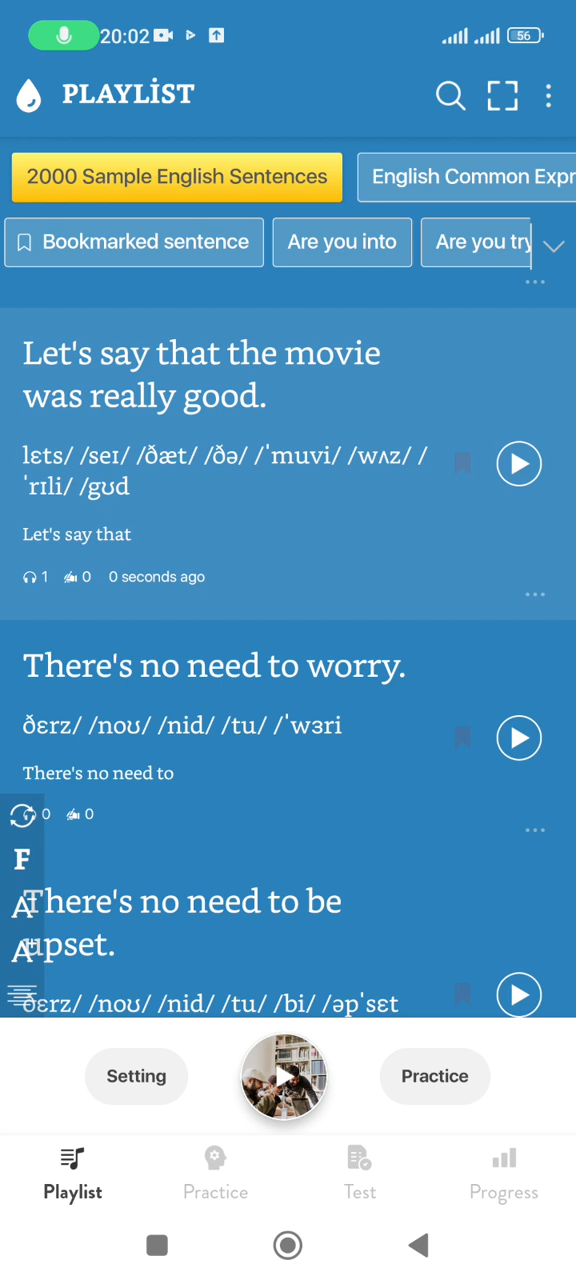 20:02
56
PLAYLİST
2000 Sample English Sentences
English Common Expr
Bookmarked sentence
Are you into
Are you try
Let's say that the movie
was really good.
lɛts/ /seɪ/ /ðæt/ /ðə/ /ˈmuvi/ /wʌz/ /
ˈrɪli/ /gʊd
Let's say that
1
0
0 seconds ago
There's no need to worry.
ðɛrz/ /noʊ/ /nid/ /tu/ /ˈwɜri
There's no need to
0
0
F
There's no need to be
A
upset.
A+
ðɛrz/ /noʊ/ /nid/ /tu/ /bi/ /əpˈsɛt
Setting
Practice
Playlist
Practice
Test
Progress